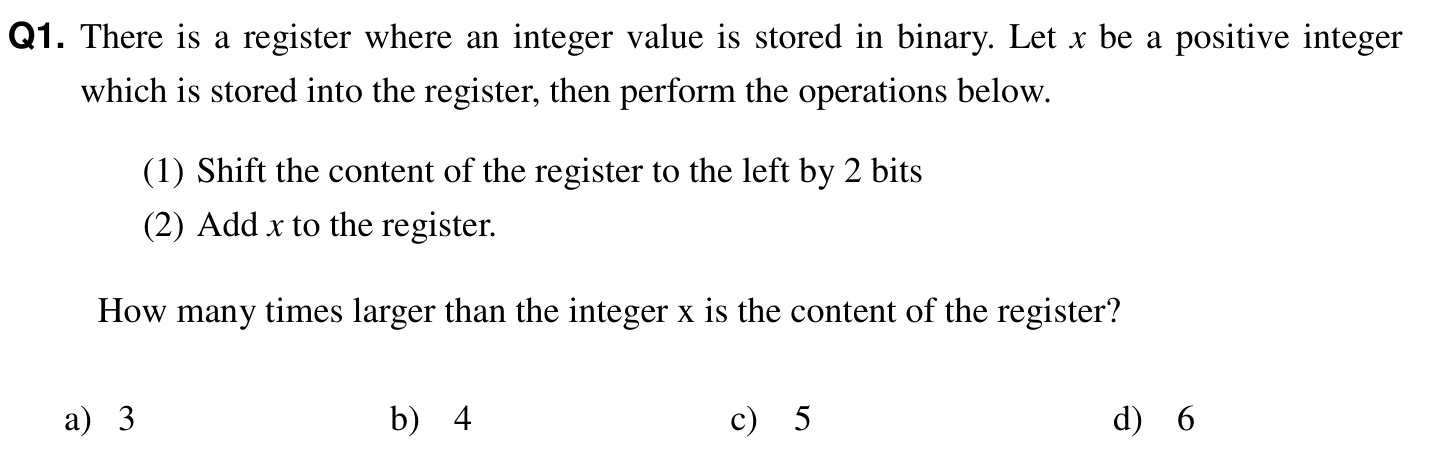 Q1. There is a register where an integer value is stored in binary. Let x be a positive integer
which is stored into the register, then perform the operations below.
(1) Shift the content of the register to the left by 2 bits
(2) Add x to the register.
How many times larger than the integer x is the content of the register?
a) 3 b) 4 c) 5 d) 6